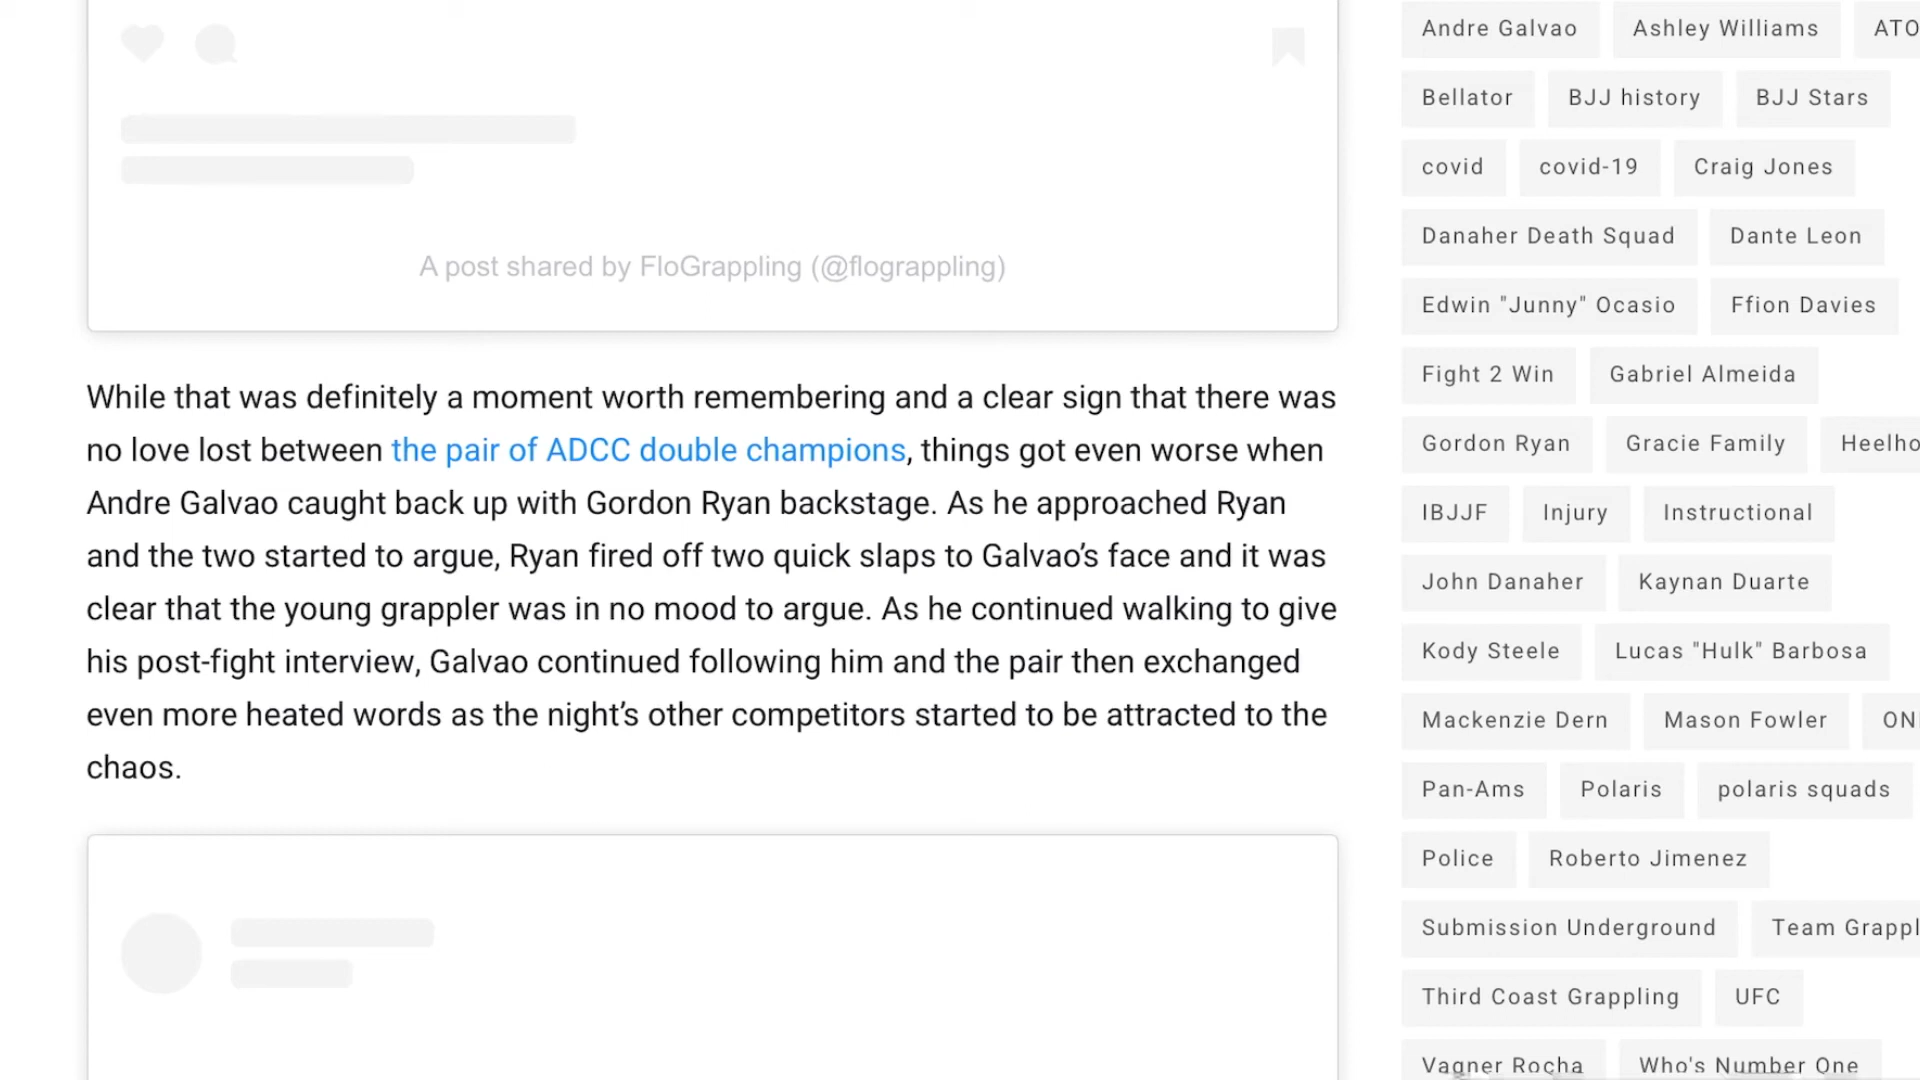 A post shared by FloGrappling (@flograppling)
While that was definitely a moment worth remembering and a clear sign that there was
no love lost between the pair of ADCC double champions, things got even worse when
Andre Galvao caught back up with Gordon Ryan backstage. As he approached Ryan
and the two started to argue, Ryan fired off two quick slaps to Galvao’s face and it was
clear that the young grappler was in no mood to argue. As he continued walking to give
his post-fight interview, Galvao continued following him and the pair then exchanged
even more heated words as the night’s other competitors started to be attracted to the
chaos.
Andre Galvao Ashley Williams ATO
Bellator BJJ history BJJ Stars
covid covid-19 Craig Jones
Danaher Death Squad Dante Leon
Edwin "Junny" Ocasio Ffion Davies
Fight 2 Win Gabriel Almeida
Gordon Ryan Gracie Family Heelho
IBJJF Injury Instructional
John Danaher Kaynan Duarte
Kody Steele Lucas "Hulk" Barbosa
Mackenzie Dern Mason Fowler ON
Pan-Ams Polaris polaris squads
Police Roberto Jimenez
Submission Underground Team Grappl
Third Coast Grappling UFC
Vagner Rocha Who's Number One